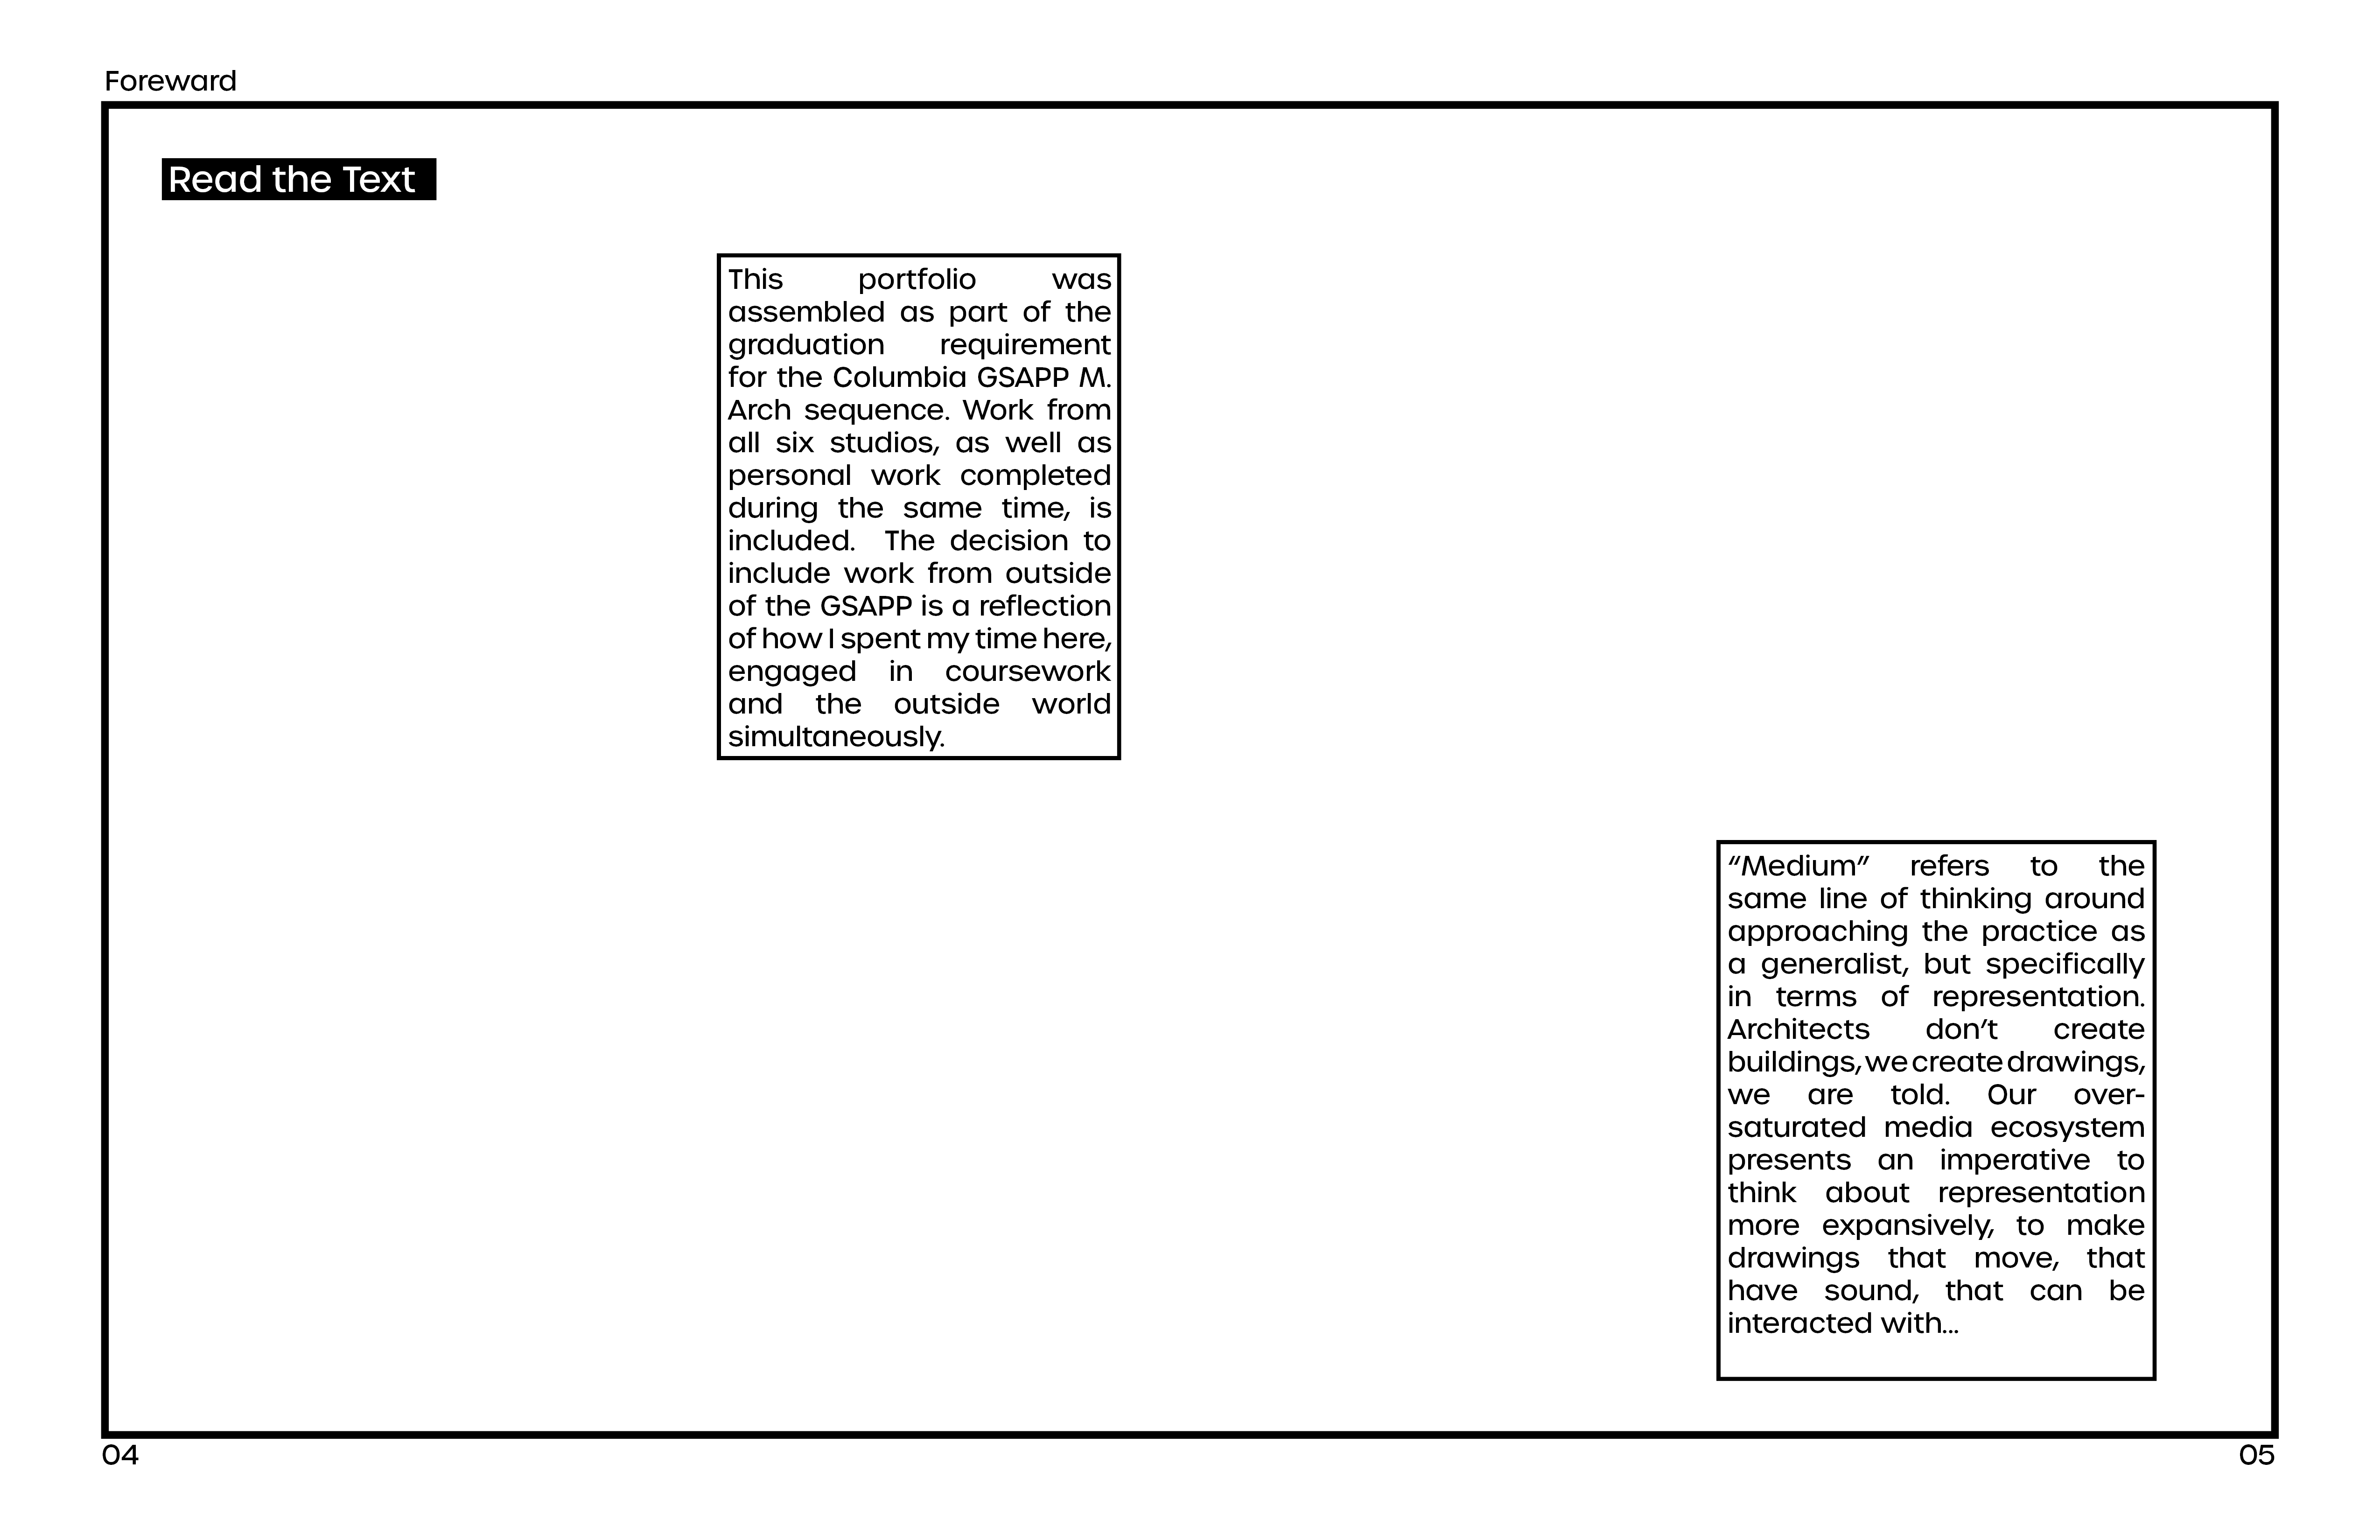 Foreward
Read the Text
This portfolio was
assembled as part of the
graduation requirement
for the Columbia GSAPP M.
Arch sequence. Work from
all six studios, as well as
personal work completed
during the same time, is
included.  The decision to
include work from outside
of the GSAPP is a reflection
of how I spent my time here,
engaged in coursework
and the outside world
simultaneously.
“Medium” refers to the
same line of thinking around
approaching the practice as
a generalist, but specifically
in terms of representation.
Architects don’t create
buildings, we create drawings,
we are told. Our over-
saturated media ecosystem
presents an imperative to
think about representation
more expansively, to make
drawings that move, that
have sound, that can be
interacted with...
04
05